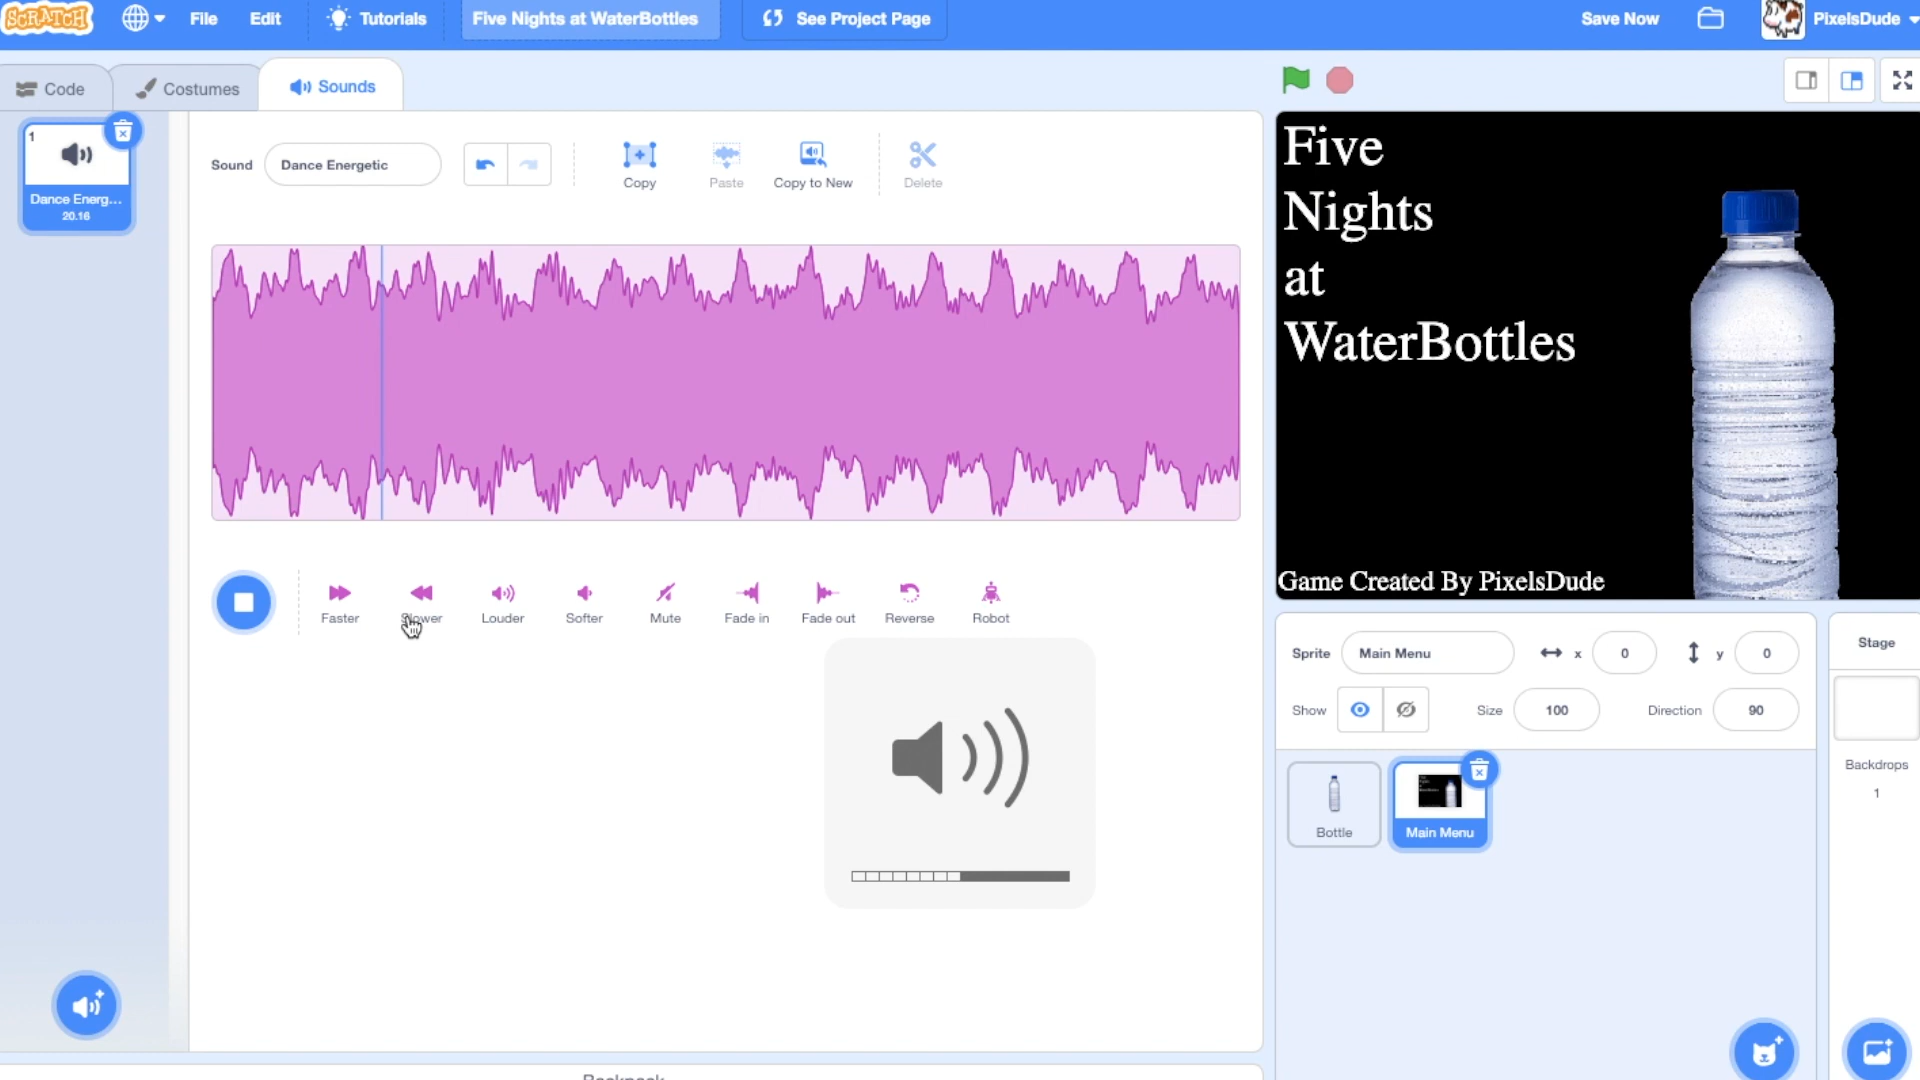 SCRATCH File Edit Tutorials Five Nights at WaterBottles See Project Page Save Now PixelsDude
Code Costumes Sounds
1
Dance Energ...
20.16
Sound Dance Energetic Copy Paste Copy to New Delete
Faster Slower Louder Softer Mute Fade in Fade out Reverse Robot
Five
Nights
at
WaterBottles
Game Created By PixelsDude
Sprite Main Menu x 0 y 0
Show Size 100 Direction 90
Bottle Main Menu
Stage
Backdrops
1
Backpack